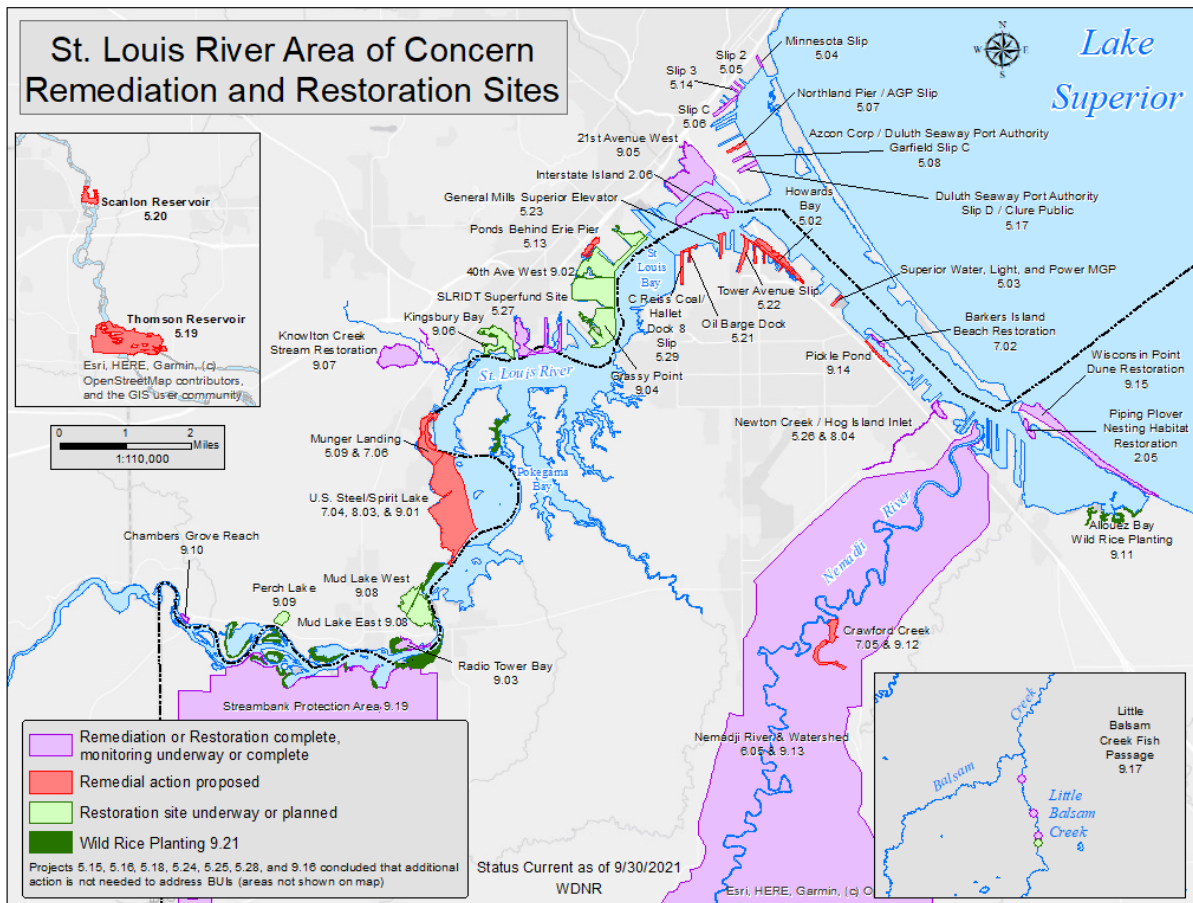 St. Louis River Area of Concern
Remediation and Restoration Sites
Lake
Superior
N
W
E
S
Minnesota Slip
5.04
Slip 2
5.05
Slip 3
5.14
Slip C
5.06
Northland Pier / AGP Slip
5.07
Azcon Corp / Duluth Seaway Port Authority
Garfield Slip C
5.08
21st Avenue West
9.05
Interstate Island 2.06
Howards
Bay
5.02
Duluth Seaway Port Authority
Slip D / Clure Public
5.17
General Mills Superior Elevator
5.23
Ponds Behind Erie Pier
5.13
St
Louis
Bay
40th Ave West 9.02
Superior Water, Light, and Power MGP
5.03
Tower Avenue Slip
5.22
SLRIDT Superfund Site
5.27
C Reiss Coal/
Hallet
Dock 8
Slip
5.29
Oil Barge Dock
5.21
Kingsbury Bay
9.06
Barkers Island
Beach Restoration
7.02
Knowlton Creek
Stream Restoration
9.07
Pickle Pond
9.14
Wisconsin Point
Dune Restoration
9.15
St. Louis River
Grassy Point
9.04
Scanlon Reservoir
5.20
Thomson Reservoir
5.19
Esri, HERE, Garmin, (c)
OpenStreetMap contributors,
and the GIS user community
0 1 2
Miles
1:110,000
Munger Landing
5.09 & 7.06
Newton Creek / Hog Island Inlet
5.26 & 8.04
Piping Plover
Nesting Habitat
Restoration
2.05
Pokegama
Bay
U.S. Steel/Spirit Lake
7.04, 8.03, & 9.01
Nemadji River
Allouez Bay
Wild Rice Planting
9.11
Chambers Grove Reach
9.10
Perch Lake
9.09
Mud Lake West
9.08
Mud Lake East 9.08
Radio Tower Bay
9.03
Crawford Creek
7.05 & 9.12
Streambank Protection Area 9.19
Nemadji River & Watershed
6.05 & 9.13
Remediation or Restoration complete,
monitoring underway or complete
Remedial action proposed
Restoration site underway or planned
Wild Rice Planting 9.21
Projects 5.15, 5.16, 5.18, 5.24, 5.25, 5.28, and 9.16 concluded that additional
action is not needed to address BUIs (areas not shown on map)
Status Current as of 9/30/2021
WDNR
Esri, HERE, Garmin, (c) O
Creek
Balsam
Little
Balsam
Creek Fish
Passage
9.17
Little
Balsam
Creek